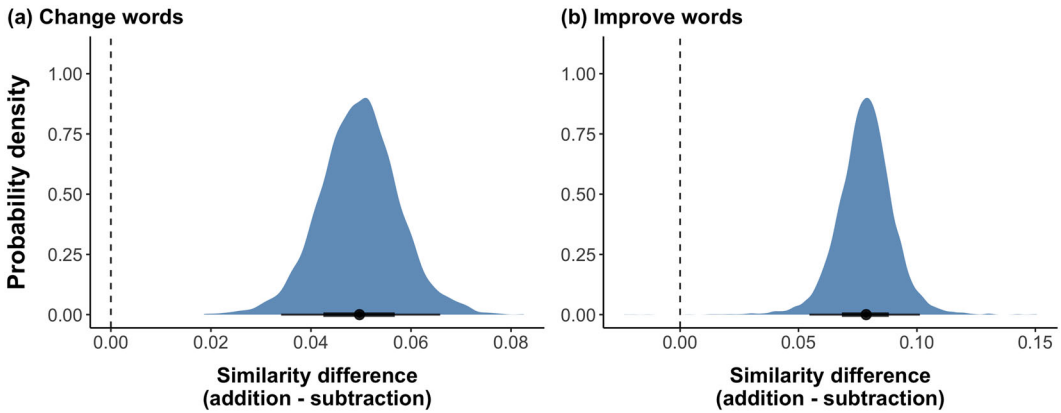 (a) Change words
Probability density
1.00
0.75
0.50
0.25
0.00
0.00 0.02 0.04 0.06 0.08
Similarity difference
(addition - subtraction)
(b) Improve words
1.00
0.75
0.50
0.25
0.00
0.00 0.05 0.10 0.15
Similarity difference
(addition - subtraction)